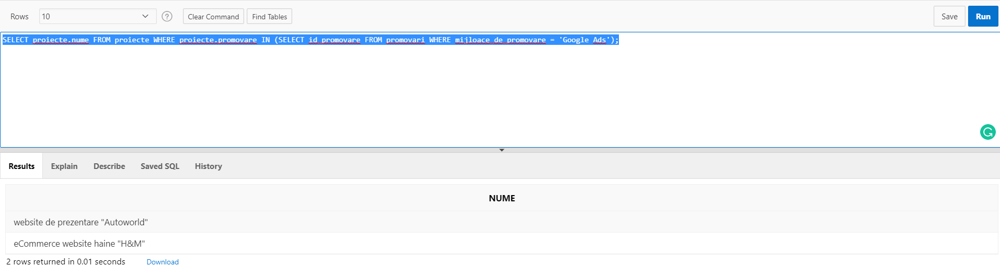 Rows 10 ? Clear Command Find Tables Save Run
SELECT proiecte.nume FROM proiecte WHERE proiecte.promovare IN (SELECT id_promovare FROM promovari WHERE mijloace_de_promovare = 'Google Ads');
Results Explain Describe Saved SQL History
NUME
website de prezentare "Autoworld"
eCommerce website haine "H&M"
2 rows returned in 0.01 seconds Download